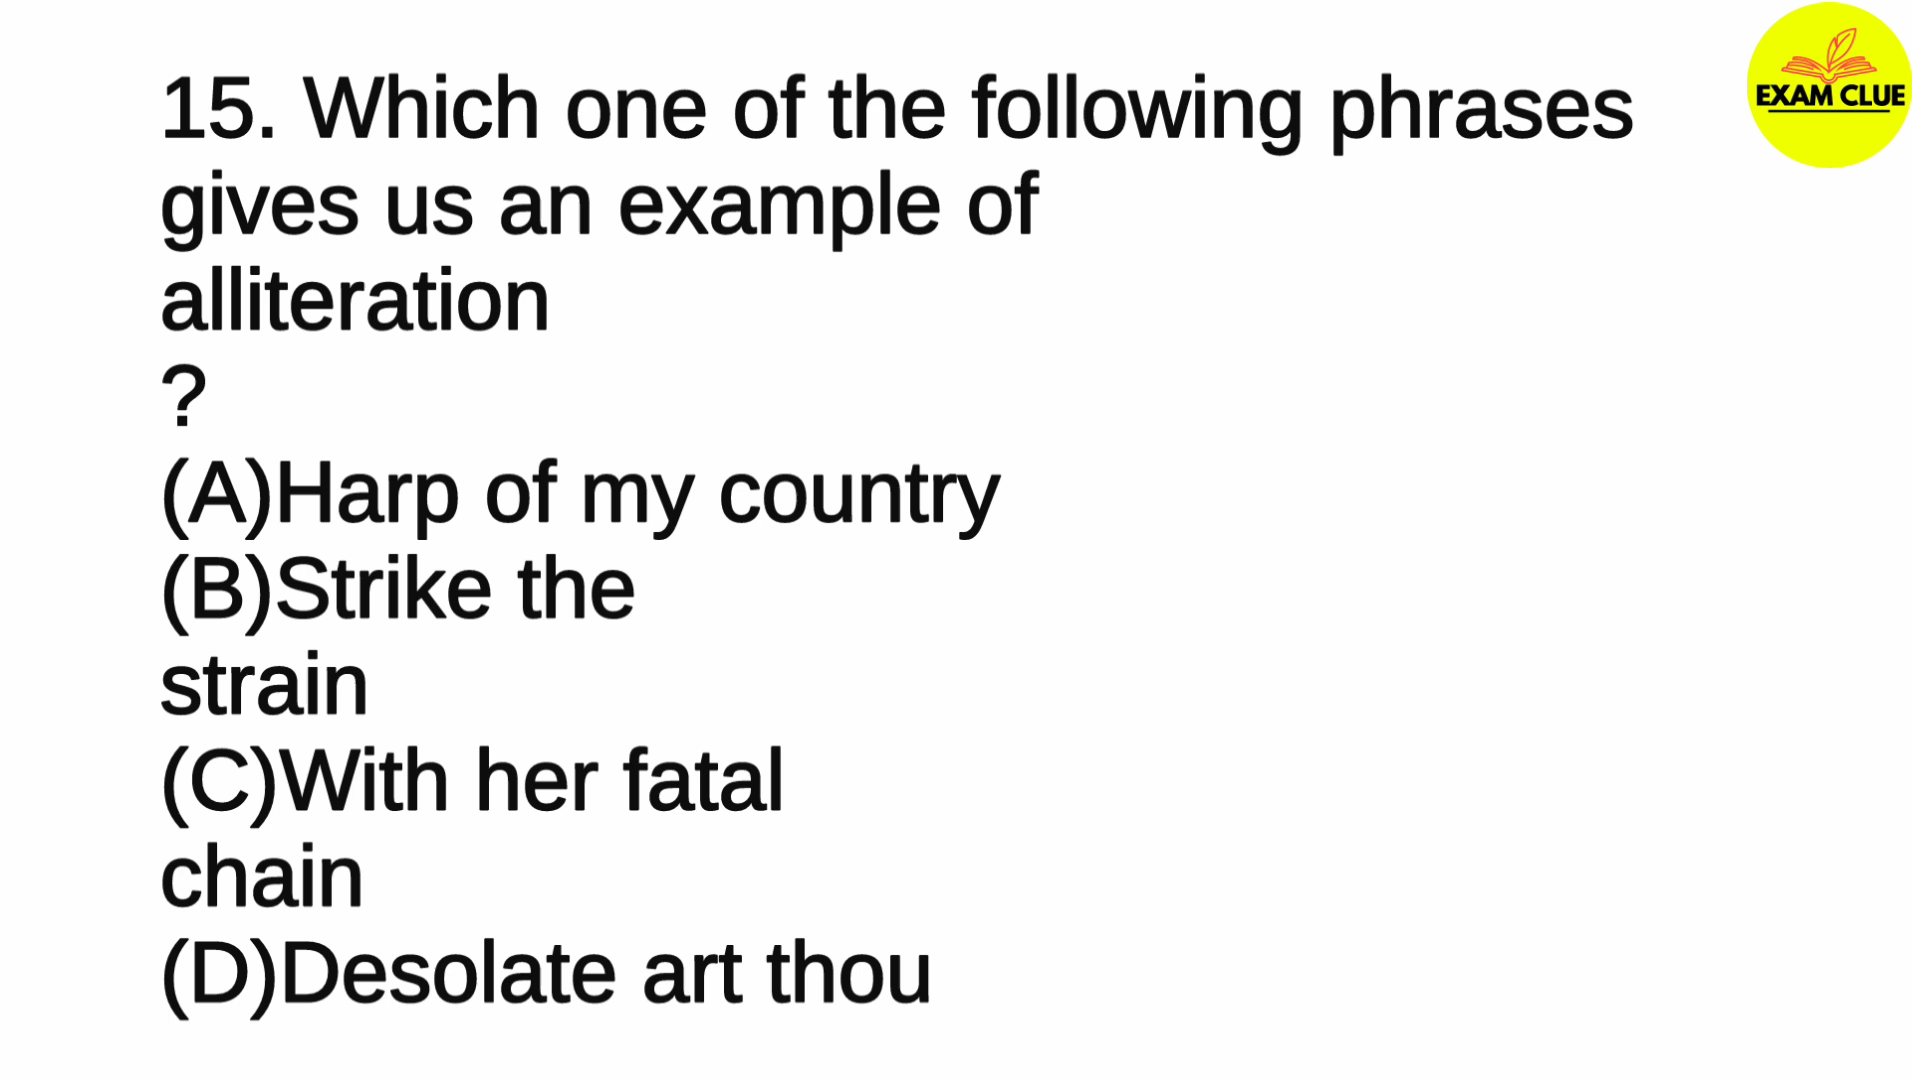 15. Which one of the following phrases
gives us an example of
alliteration
?
(A)Harp of my country
(B)Strike the
strain
(C)With her fatal
chain
(D)Desolate art thou
EXAM CLUE